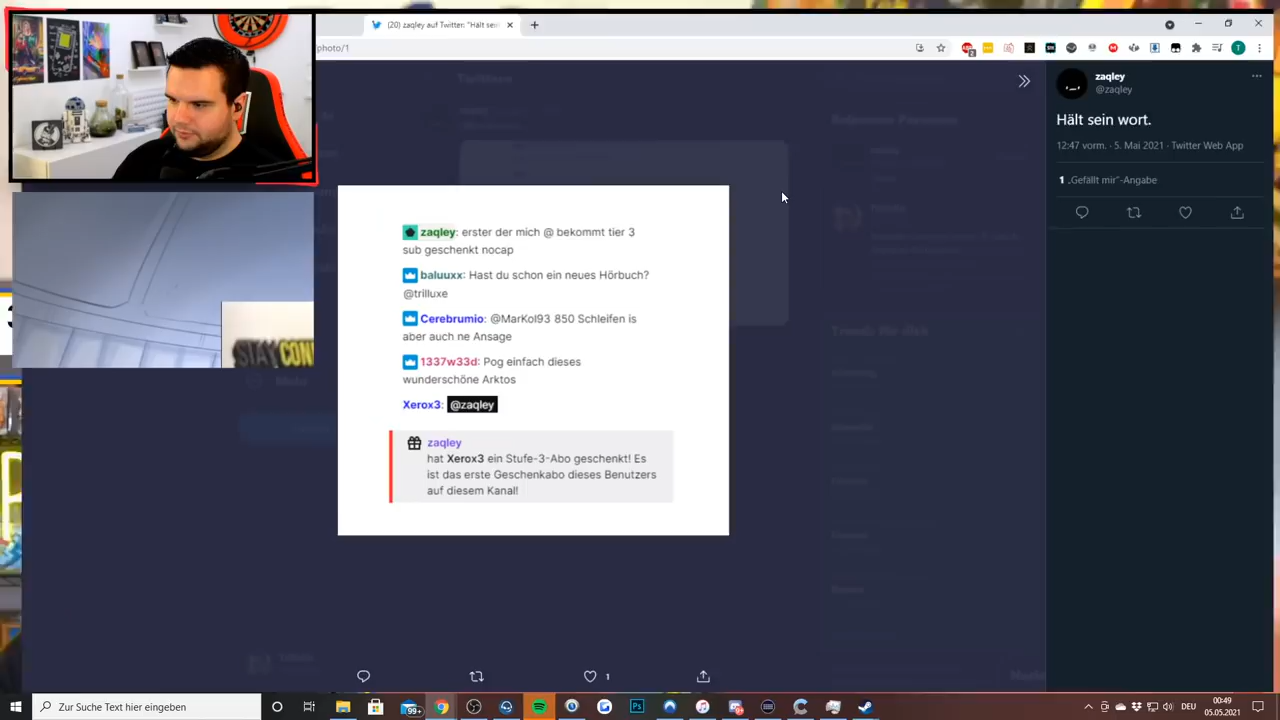 (20) zaqley auf Twitter: "Hält sein
photo/1
zaqley
@zaqley
Hält sein wort.
12:47 vorm. · 5. Mai 2021 · Twitter Web App
1 „Gefällt mir"-Angabe
zaqley: erster der mich @ bekommt tier 3
sub geschenkt nocap
baluuxx: Hast du schon ein neues Hörbuch?
@trilluxe
Cerebrumio: @MarKol93 850 Schleifen is
aber auch ne Ansage
1337w33d: Pog einfach dieses
wunderschöne Arktos
Xerox3: @zaqley
zaqley
hat Xerox3 ein Stufe-3-Abo geschenkt! Es
ist das erste Geschenkabo dieses Benutzers
auf diesem Kanal!
STAY CON
1
Zur Suche Text hier eingeben
99+
DEU
00:49
05.05.2021